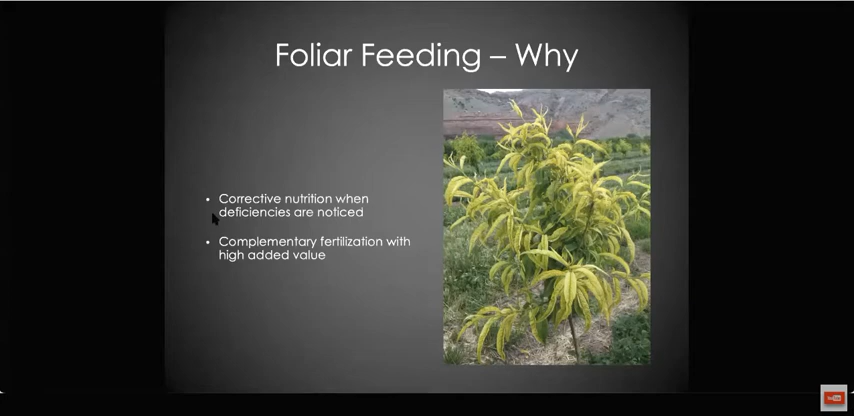 Foliar Feeding – Why
• Corrective nutrition when
deficiencies are noticed
• Complementary fertilization with
high added value